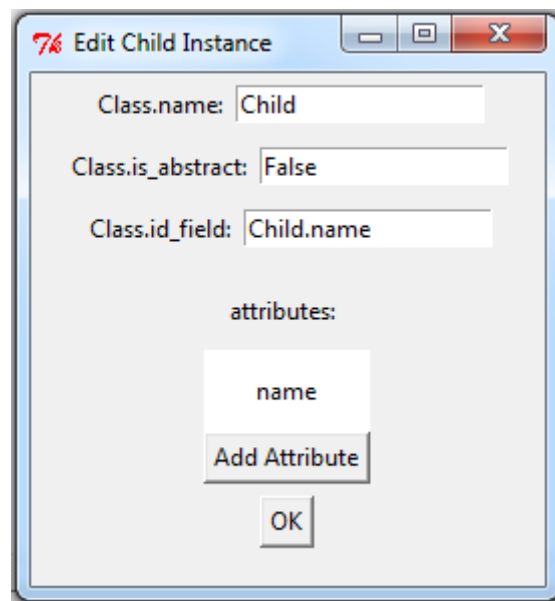 Edit Child Instance
Class.name: Child
Class.is_abstract: False
Class.id_field: Child.name
attributes:
name
Add Attribute
OK